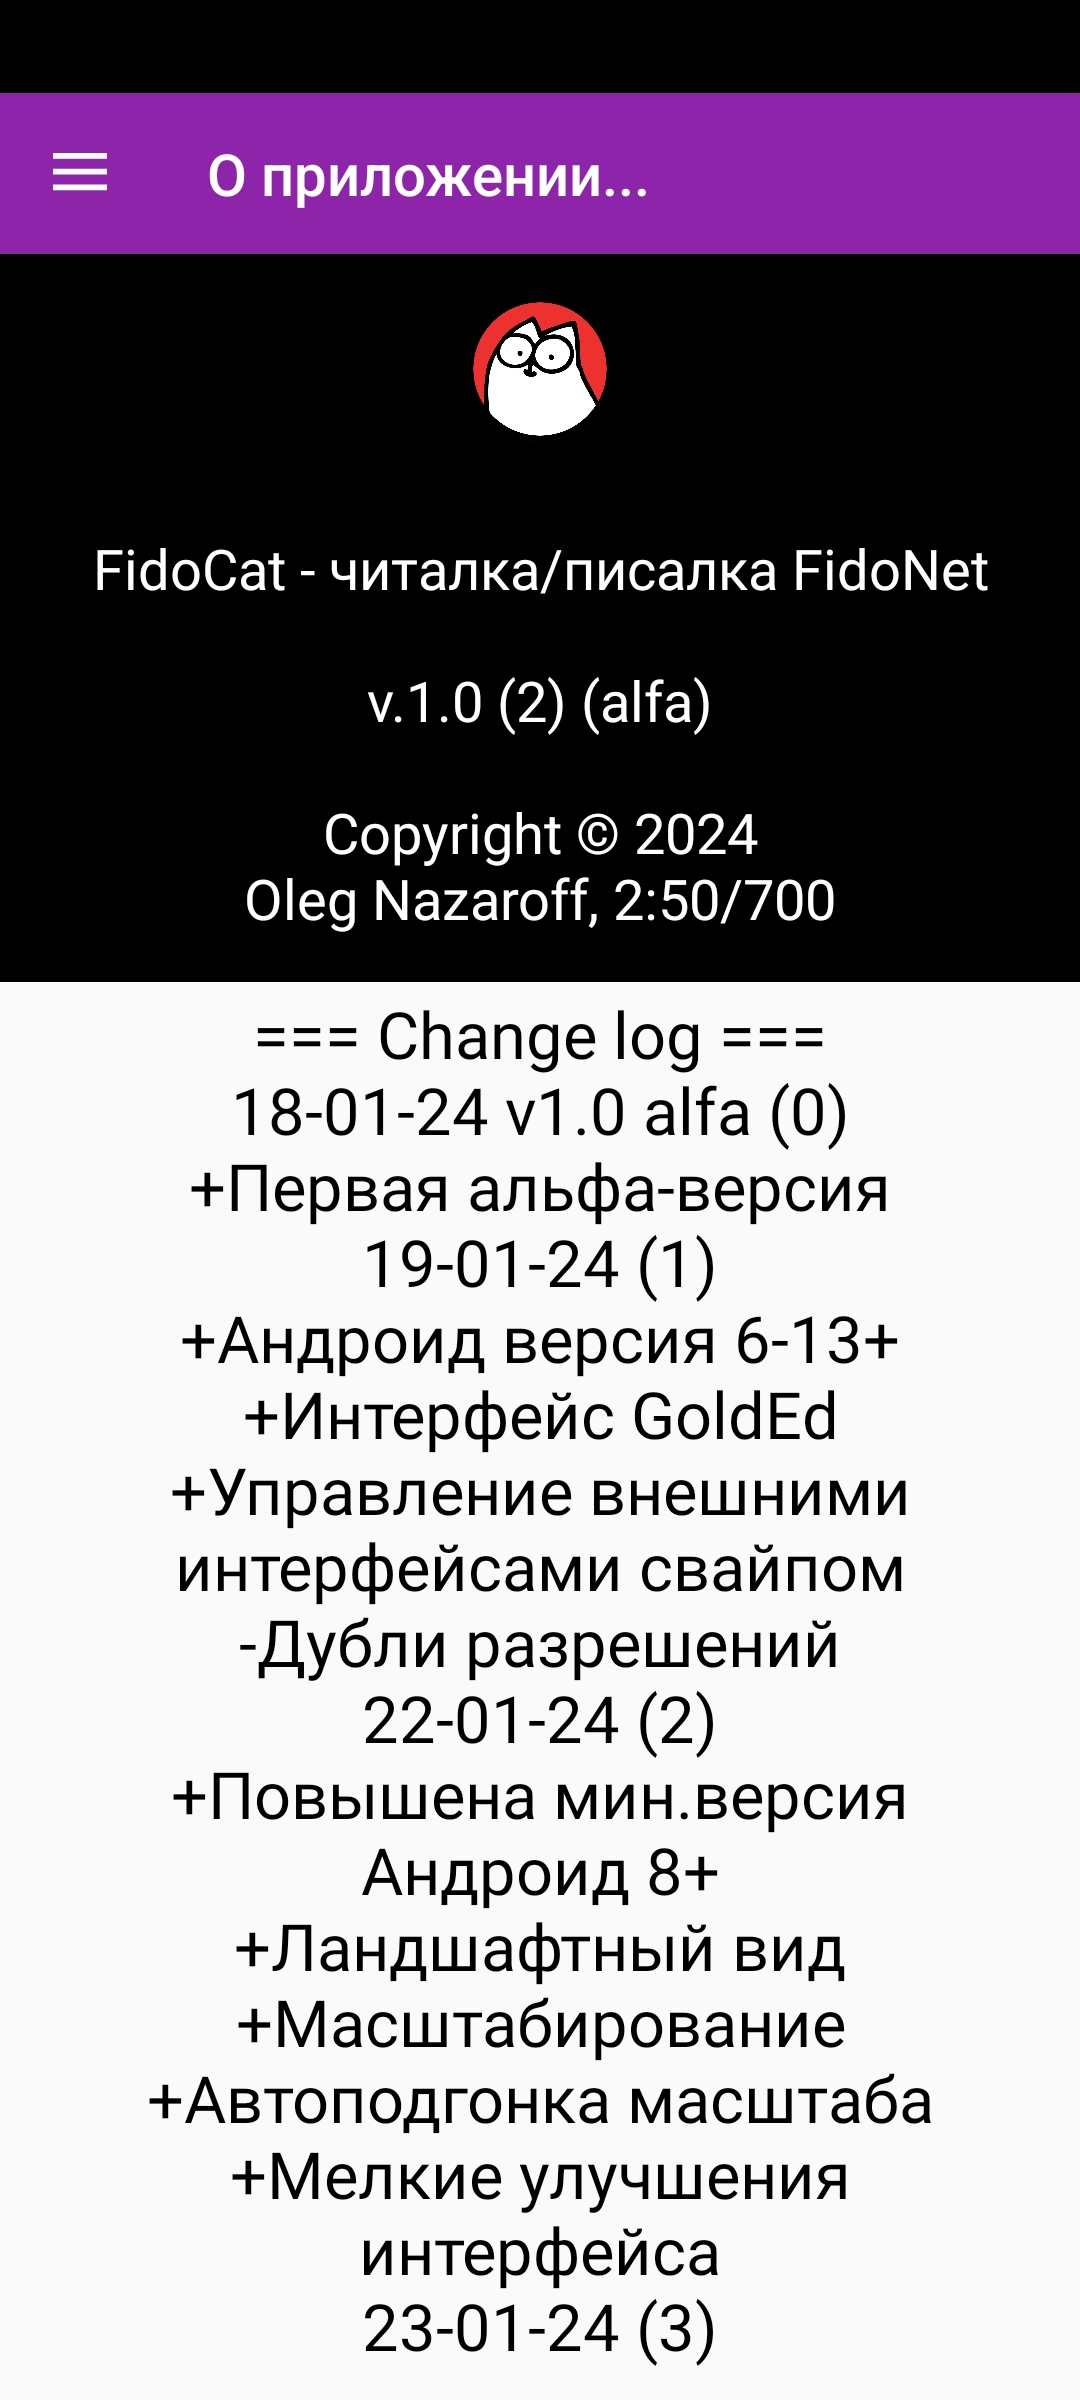 О приложении...
FidoCat - читалка/писалка FidoNet
v.1.0 (2) (alfa)
Copyright © 2024
Oleg Nazaroff, 2:50/700
=== Change log ===
18-01-24 v1.0 alfa (0)
+Первая альфа-версия
19-01-24 (1)
+Андроид версия 6-13+
+Интерфейс GoldEd
+Управление внешними
интерфейсами свайпом
-Дубли разрешений
22-01-24 (2)
+Повышена мин.версия
Андроид 8+
+Ландшафтный вид
+Масштабирование
+Автоподгонка масштаба
+Мелкие улучшения
интерфейса
23-01-24 (3)